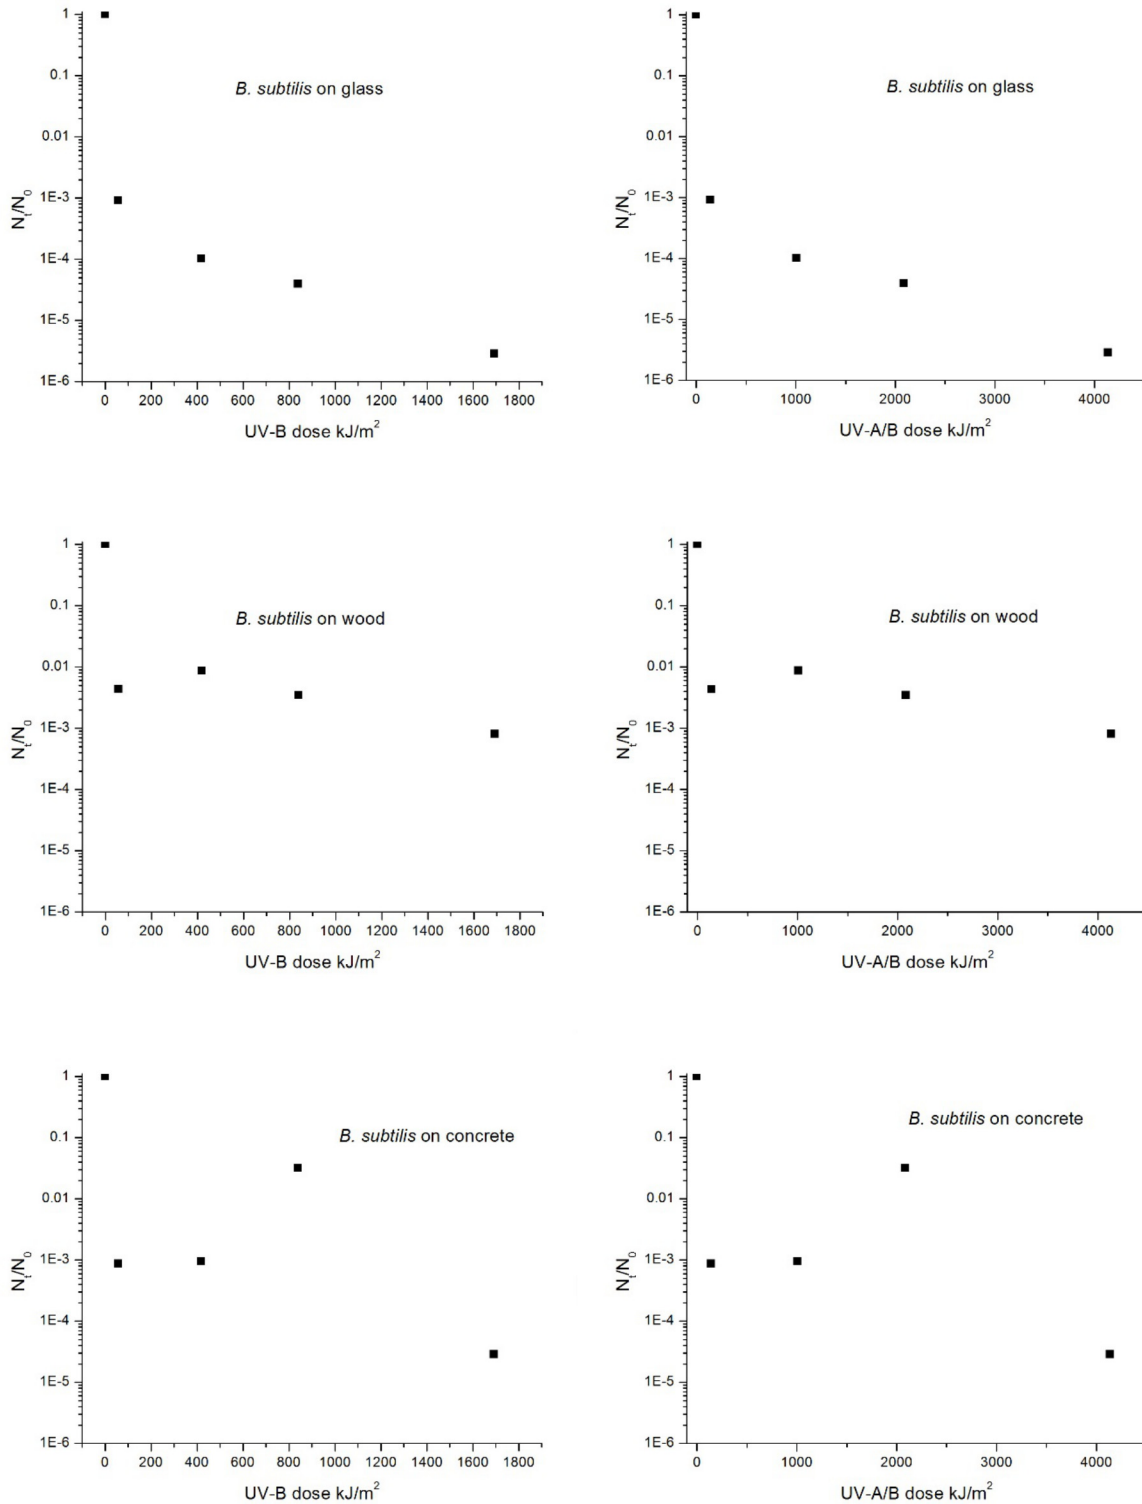 1
0.1
B. subtilis on glass
0.01
1E-3
1E-4
1E-5
1E-6
Nt/N0
0 200 400 600 800 1000 1200 1400 1600 1800
UV-B dose kJ/m²
1
0.1
B. subtilis on glass
0.01
1E-3
1E-4
1E-5
1E-6
Nt/N0
0 1000 2000 3000 4000
UV-A/B dose kJ/m²
1
0.1
B. subtilis on wood
0.01
1E-3
1E-4
1E-5
1E-6
Nt/N0
0 200 400 600 800 1000 1200 1400 1600 1800
UV-B dose kJ/m²
1
0.1
B. subtilis on wood
0.01
1E-3
1E-4
1E-5
1E-6
Nt/N0
0 1000 2000 3000 4000
UV-A/B dose kJ/m²
1
0.1
B. subtilis on concrete
0.01
1E-3
1E-4
1E-5
1E-6
Nt/N0
0 200 400 600 800 1000 1200 1400 1600 1800
UV-B dose kJ/m²
1
B. subtilis on concrete
0.1
0.01
1E-3
1E-4
1E-5
1E-6
Nt/N0
0 1000 2000 3000 4000
UV-A/B dose kJ/m²